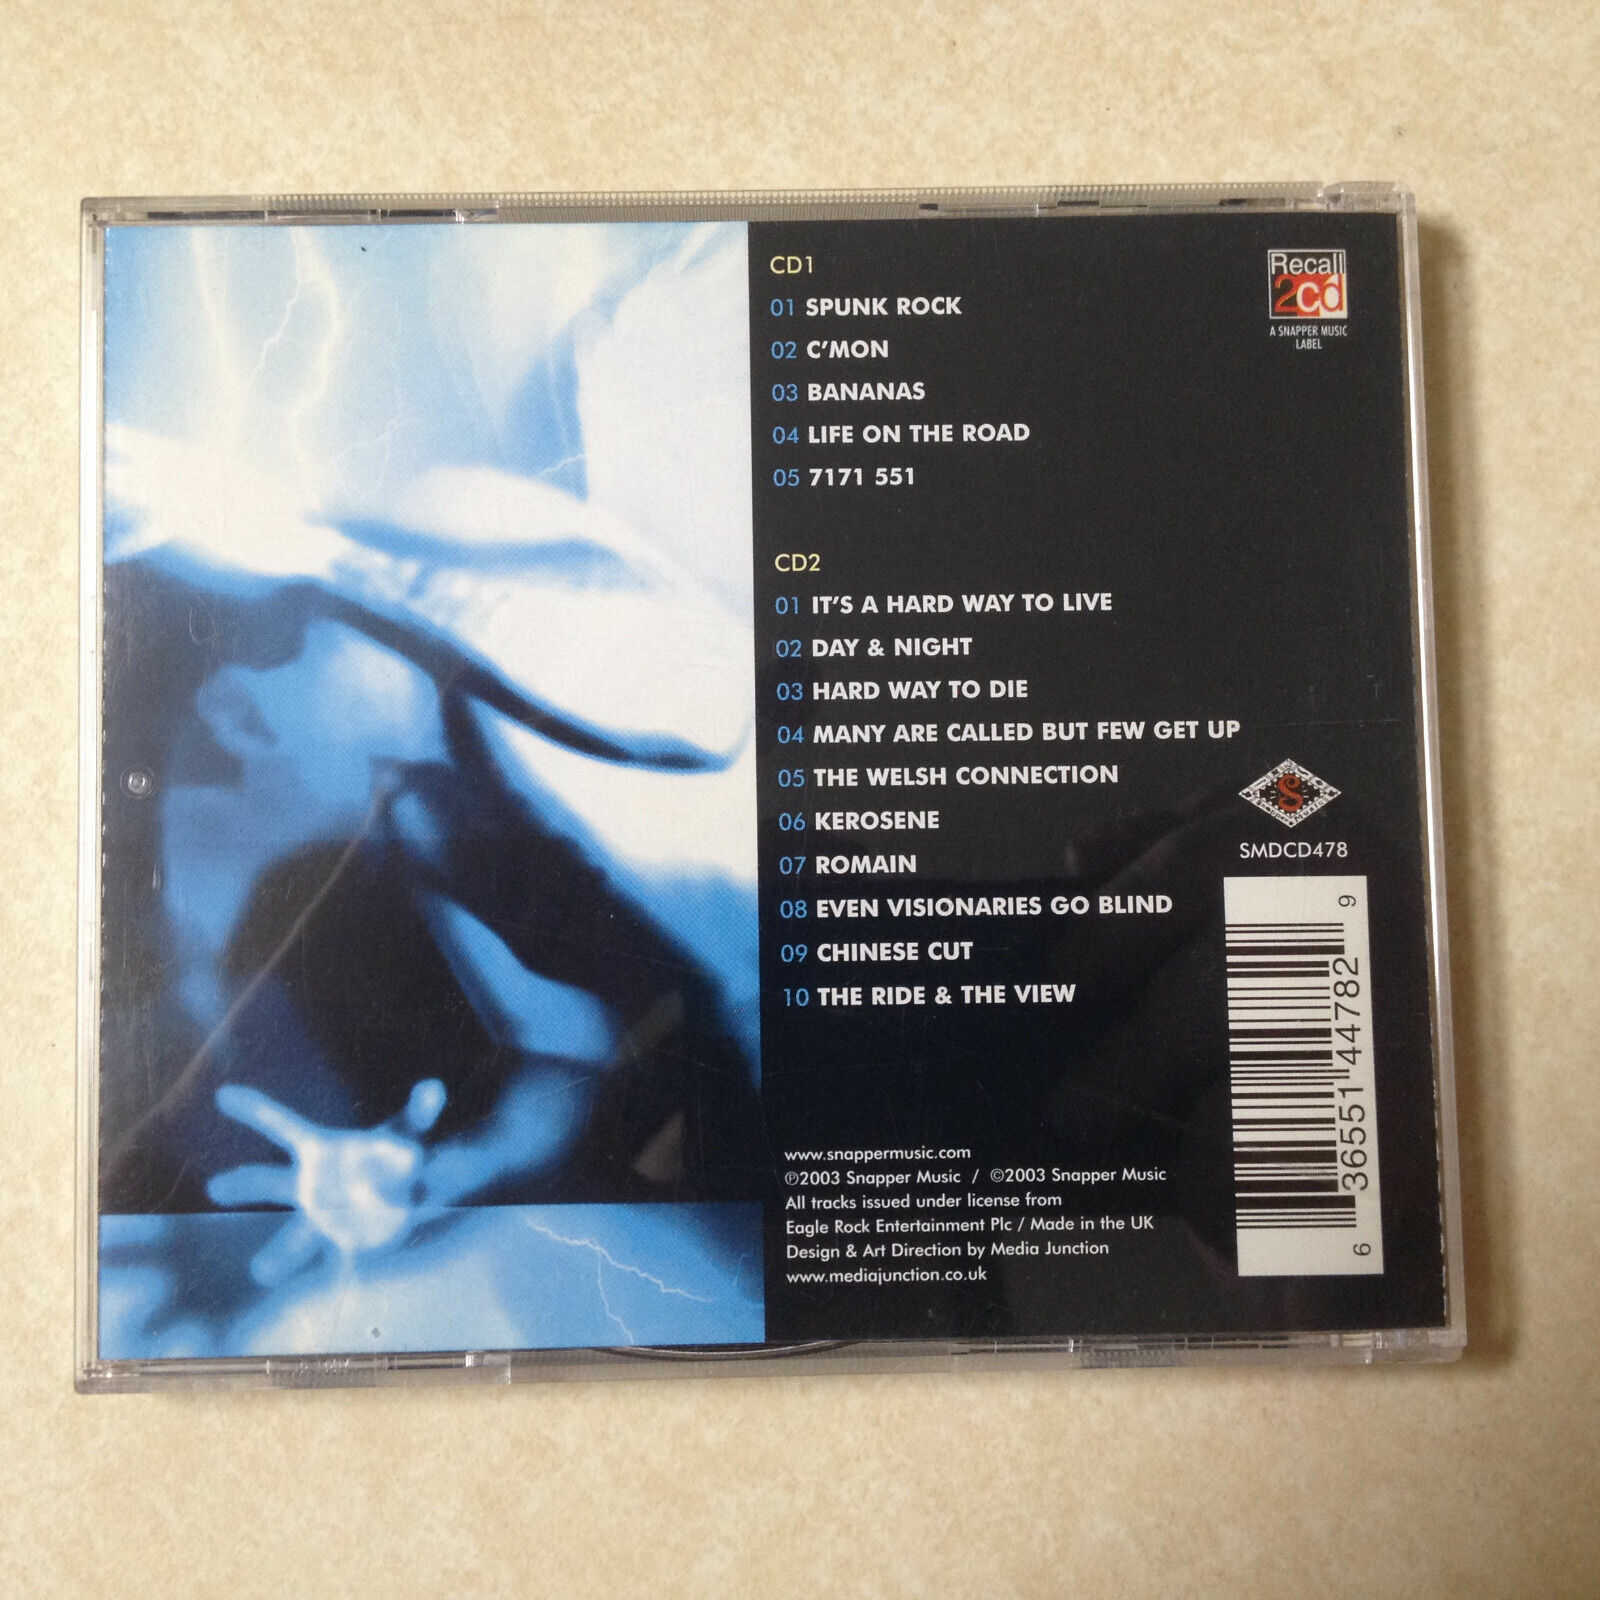 CD1
01 SPUNK ROCK
02 C'MON
03 BANANAS
04 LIFE ON THE ROAD
05 7171 551
CD2
01 IT'S A HARD WAY TO LIVE
02 DAY & NIGHT
03 HARD WAY TO DIE
04 MANY ARE CALLED BUT FEW GET UP
05 THE WELSH CONNECTION
06 KEROSENE
07 ROMAIN
08 EVEN VISIONARIES GO BLIND
09 CHINESE CUT
10 THE RIDE & THE VIEW
www.snappermusic.com
℗2003 Snapper Music / ©2003 Snapper Music
All tracks issued under license from
Eagle Rock Entertainment Plc / Made in the UK
Design & Art Direction by Media Junction
www.mediajunction.co.uk
Recall
2cd
A SNAPPER MUSIC
LABEL
S
SMDCD478
6 36551 44782 9